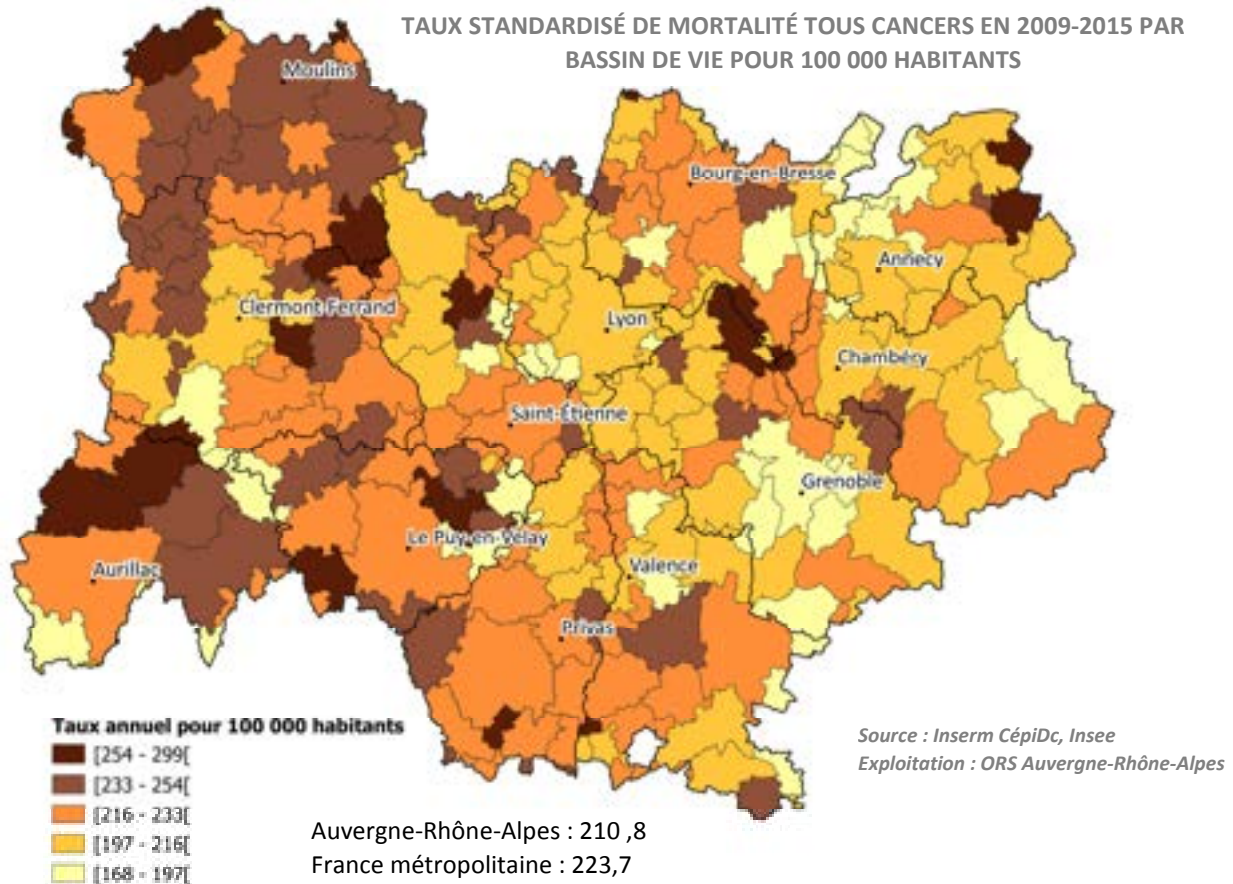 TAUX STANDARDISÉ DE MORTALITÉ TOUS CANCERS EN 2009-2015 PAR
BASSIN DE VIE POUR 100 000 HABITANTS
Moulins
Bourg-en-Bresse
Annecy
Clermont-Ferrand
Lyon
Chambéry
Saint-Étienne
Grenoble
Le Puy-en-Velay
Aurillac
Valence
Privas
Taux annuel pour 100 000 habitants
[254 - 299[
[233 - 254[
[216 - 233[
[197 - 216[
[168 - 197[
Source : Inserm CépiDc, Insee
Exploitation : ORS Auvergne-Rhône-Alpes
Auvergne-Rhône-Alpes : 210 ,8
France métropolitaine : 223,7